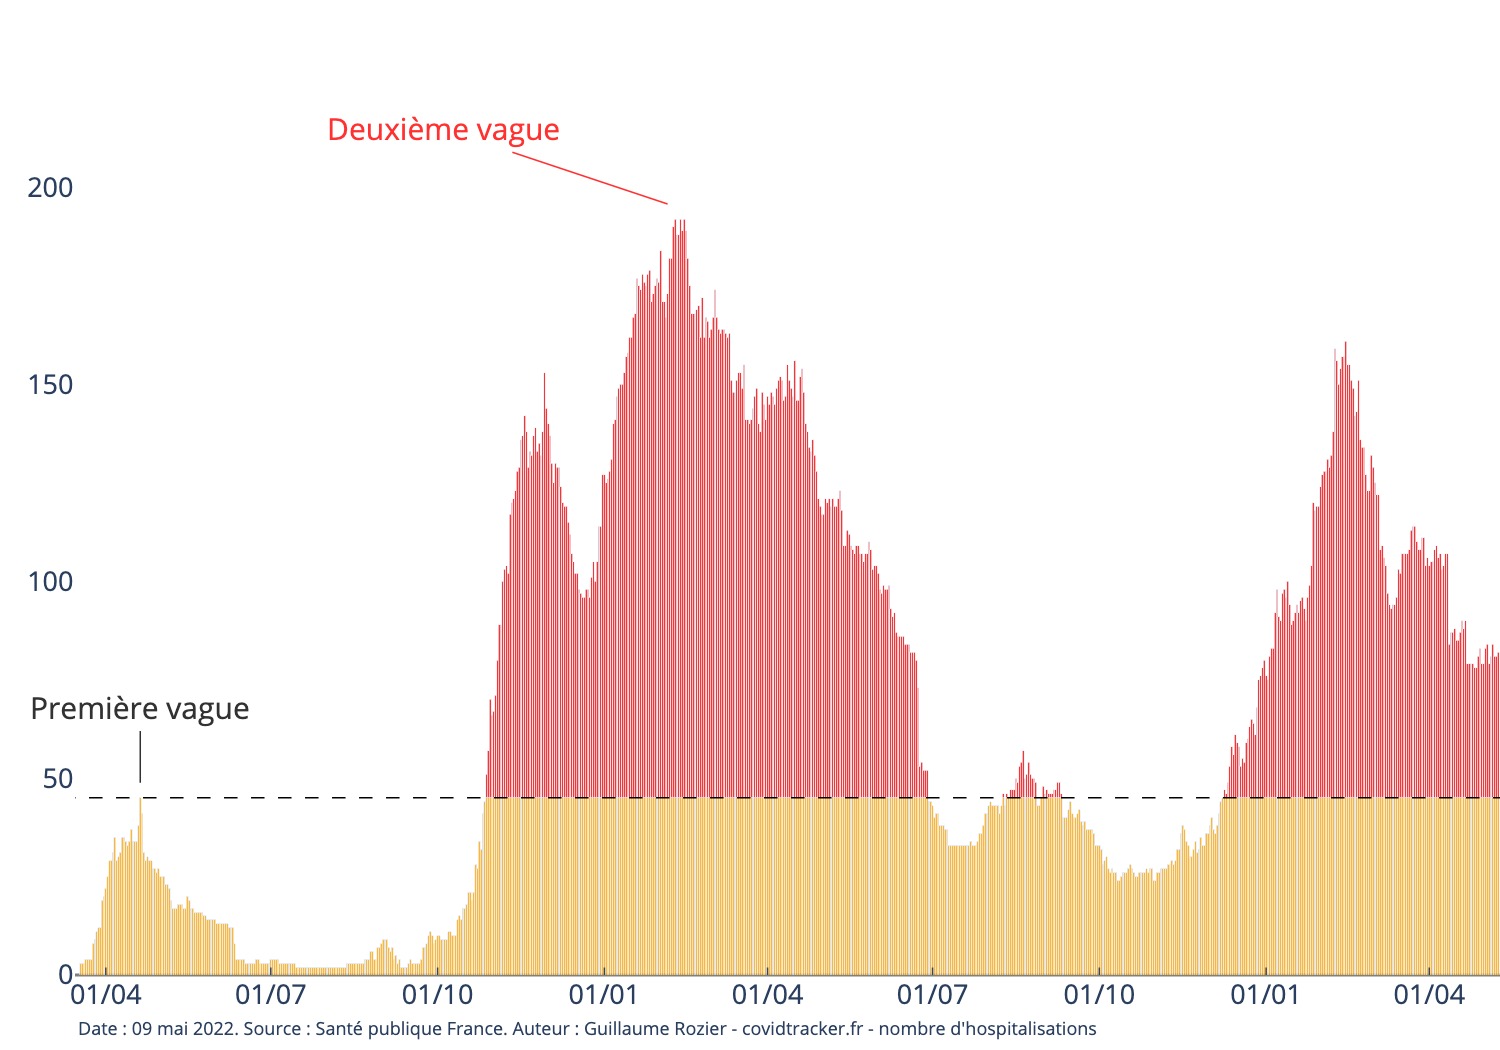 Deuxième vague
200
150
100
Première vague
50
0
01/04 01/07 01/10 01/01 01/04 01/07 01/10 01/01 01/04
Date : 09 mai 2022. Source : Santé publique France. Auteur : Guillaume Rozier - covidtracker.fr - nombre d'hospitalisations